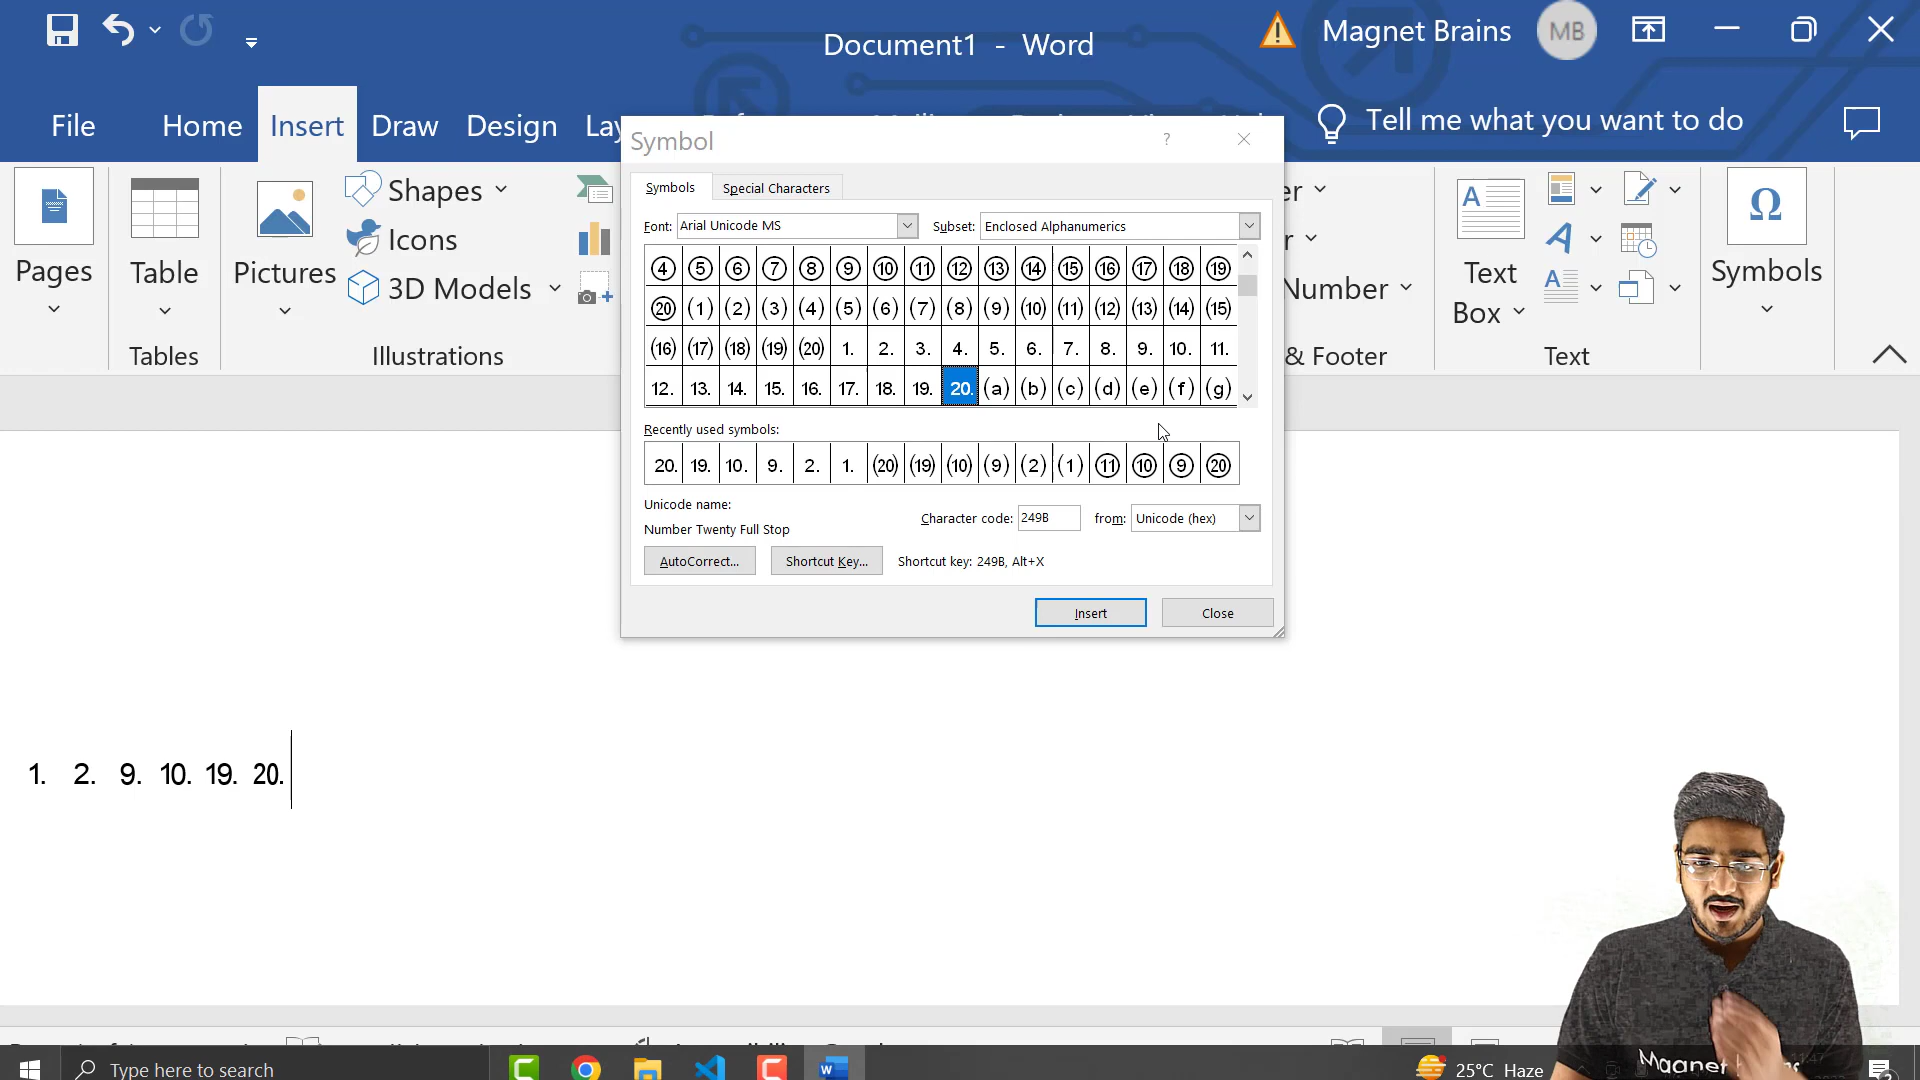 Document1 - Word
Magnet Brains
MB
File
Home
Insert
Draw
Design
Tell me what you want to do
Pages
Table
Tables
Pictures
Shapes
Icons
3D Models
Illustrations
Number
& Footer
Text
Box
Text
Symbols
Symbol
?
Symbols
Special Characters
Font: Arial Unicode MS
Subset: Enclosed Alphanumerics
④ ⑤ ⑥ ⑦ ⑧ ⑨ ⑩ ⑪ ⑫ ⑬ ⑭ ⑮ ⑯ ⑰ ⑱ ⑲
⑳ (1) (2) (3) (4) (5) (6) (7) (8) (9) (10) (11) (12) (13) (14) (15)
(16) (17) (18) (19) (20) 1. 2. 3. 4. 5. 6. 7. 8. 9. 10. 11.
12. 13. 14. 15. 16. 17. 18. 19. 20. (a) (b) (c) (d) (e) (f) (g)
Recently used symbols:
20. 19. 10. 9. 2. 1. (20) (19) (10) (9) (2) (1) ⑪ ⑩ ⑨ ⑳
Unicode name:
Number Twenty Full Stop
Character code: 249B
from: Unicode (hex)
AutoCorrect...
Shortcut Key...
Shortcut key: 249B, Alt+X
Insert
Close
1. 2. 9. 10. 19. 20.
Type here to search
25°C Haze